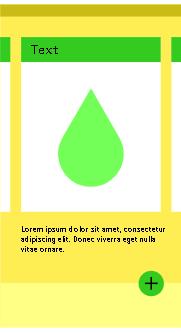 Text
Lorem ipsum dolor sit amet, consectetur
adipiscing elit. Donec viverra eget nulla
vitae ornare.